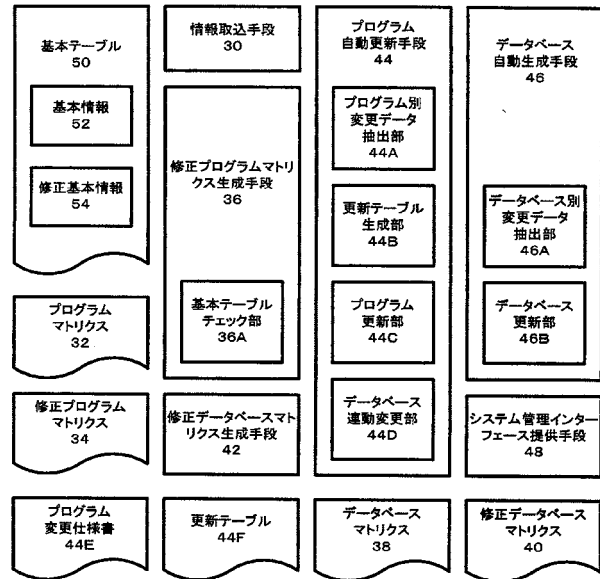 基本テーブル
50
基本情報
52
修正基本情報
54
プログラム
マトリクス
32
修正プログラム
マトリクス
34
プログラム
変更仕様書
44E
情報取込手段
30
修正プログラムマトリ
クス生成手段
36
基本テーブル
チェック部
36A
修正データベースマト
リクス生成手段
42
更新テーブル
44F
プログラム
自動更新手段
44
プログラム別
変更データ
抽出部
44A
更新テーブル
生成部
44B
プログラム
更新部
44C
データベース
連動変更部
44D
データベース
マトリクス
38
データベース
自動生成手段
46
データベース別
変更データ
抽出部
46A
データベース
更新部
46B
システム管理インター
フェース提供手段
48
修正データベース
マトリクス
40